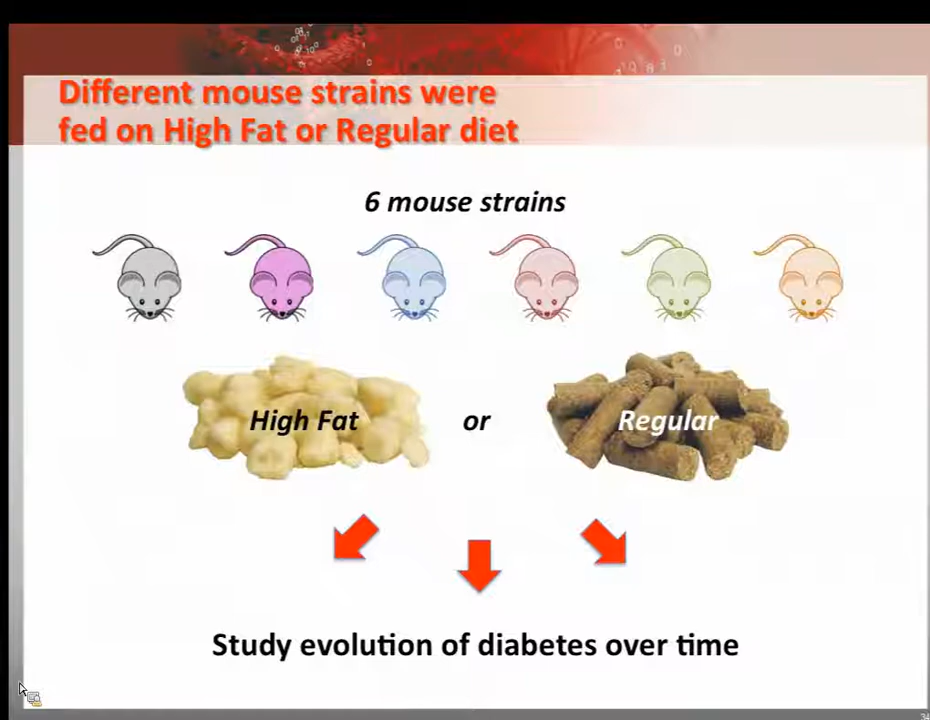 Different mouse strains were
fed on High Fat or Regular diet
6 mouse strains
High Fat or Regular
Study evolution of diabetes over time